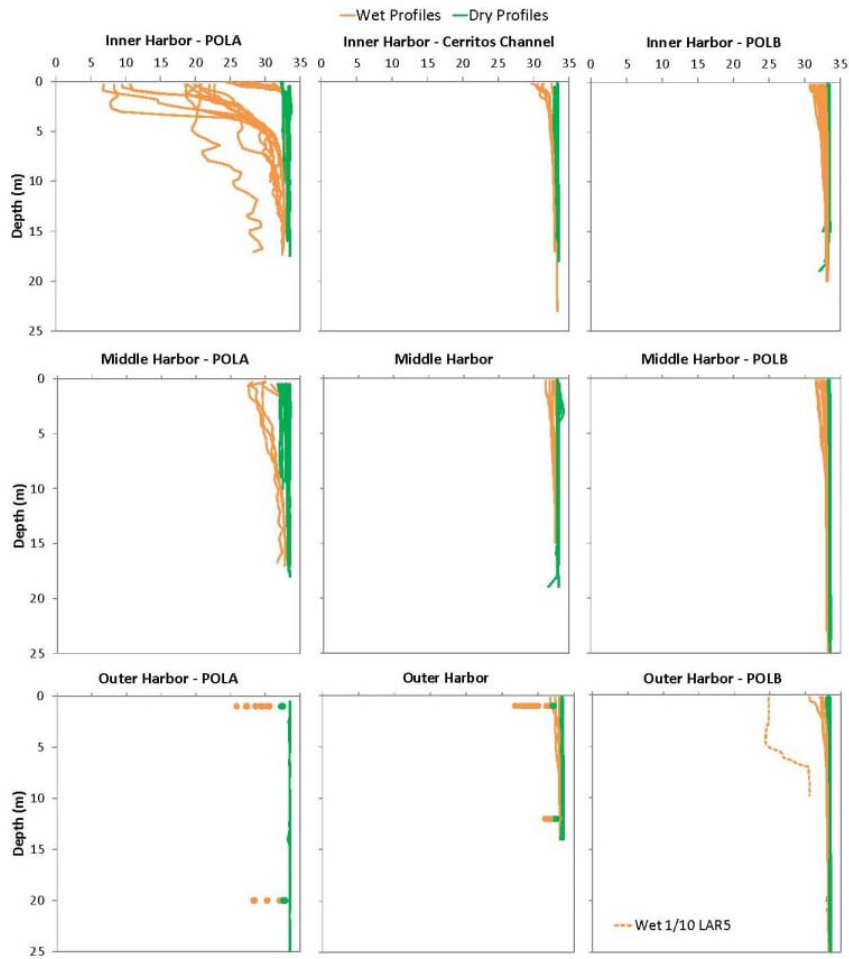 Wet Profiles Dry Profiles
Inner Harbor - POLA Inner Harbor - Cerritos Channel Inner Harbor - POLB
0 5 10 15 20 25 30 35 0 5 10 15 20 25 30 35 0 5 10 15 20 25 30 35
0
5
10
15
20
25
Depth (m)
Middle Harbor - POLA Middle Harbor Middle Harbor - POLB
0
5
10
15
20
25
Depth (m)
Outer Harbor - POLA Outer Harbor Outer Harbor - POLB
0
5
10
15
20
25
Depth (m)
Wet 1/10 LAR5